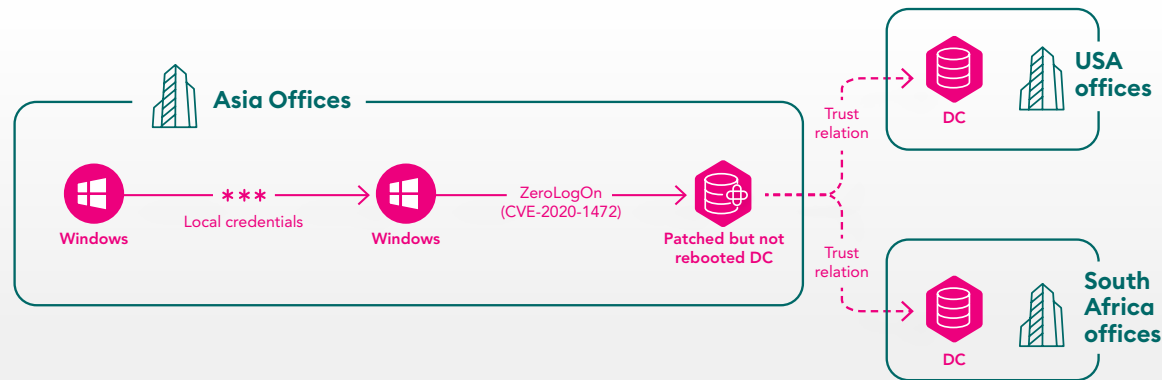 Asia Offices
Windows
***
Local credentials
Windows
ZeroLogOn
(CVE-2020-1472)
Patched but not
rebooted DC
Trust
relation
DC
USA
offices
Trust
relation
DC
South
Africa
offices